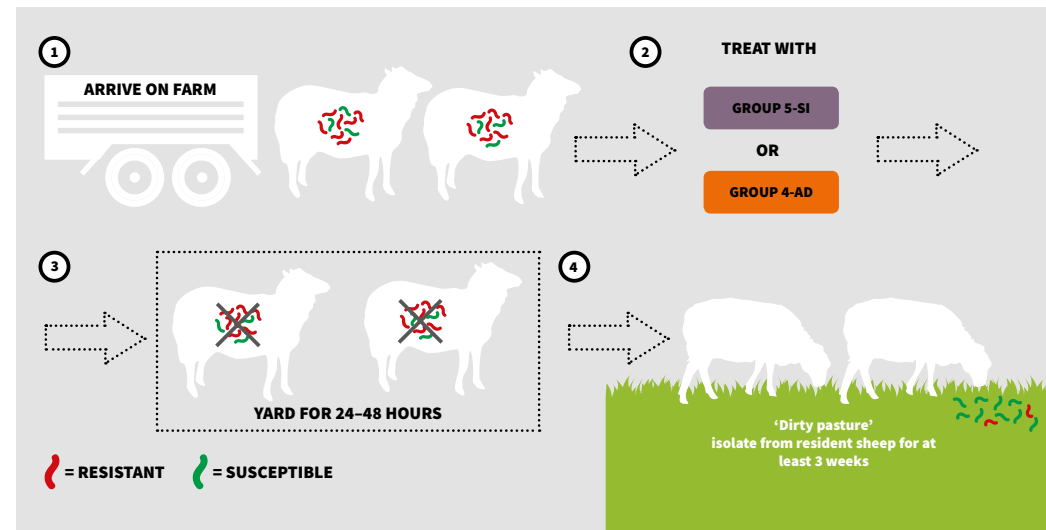 1
ARRIVE ON FARM
2
TREAT WITH
GROUP 5-SI
OR
GROUP 4-AD
3
YARD FOR 24–48 HOURS
4
‘Dirty pasture’
isolate from resident sheep for at
least 3 weeks
= RESISTANT
= SUSCEPTIBLE